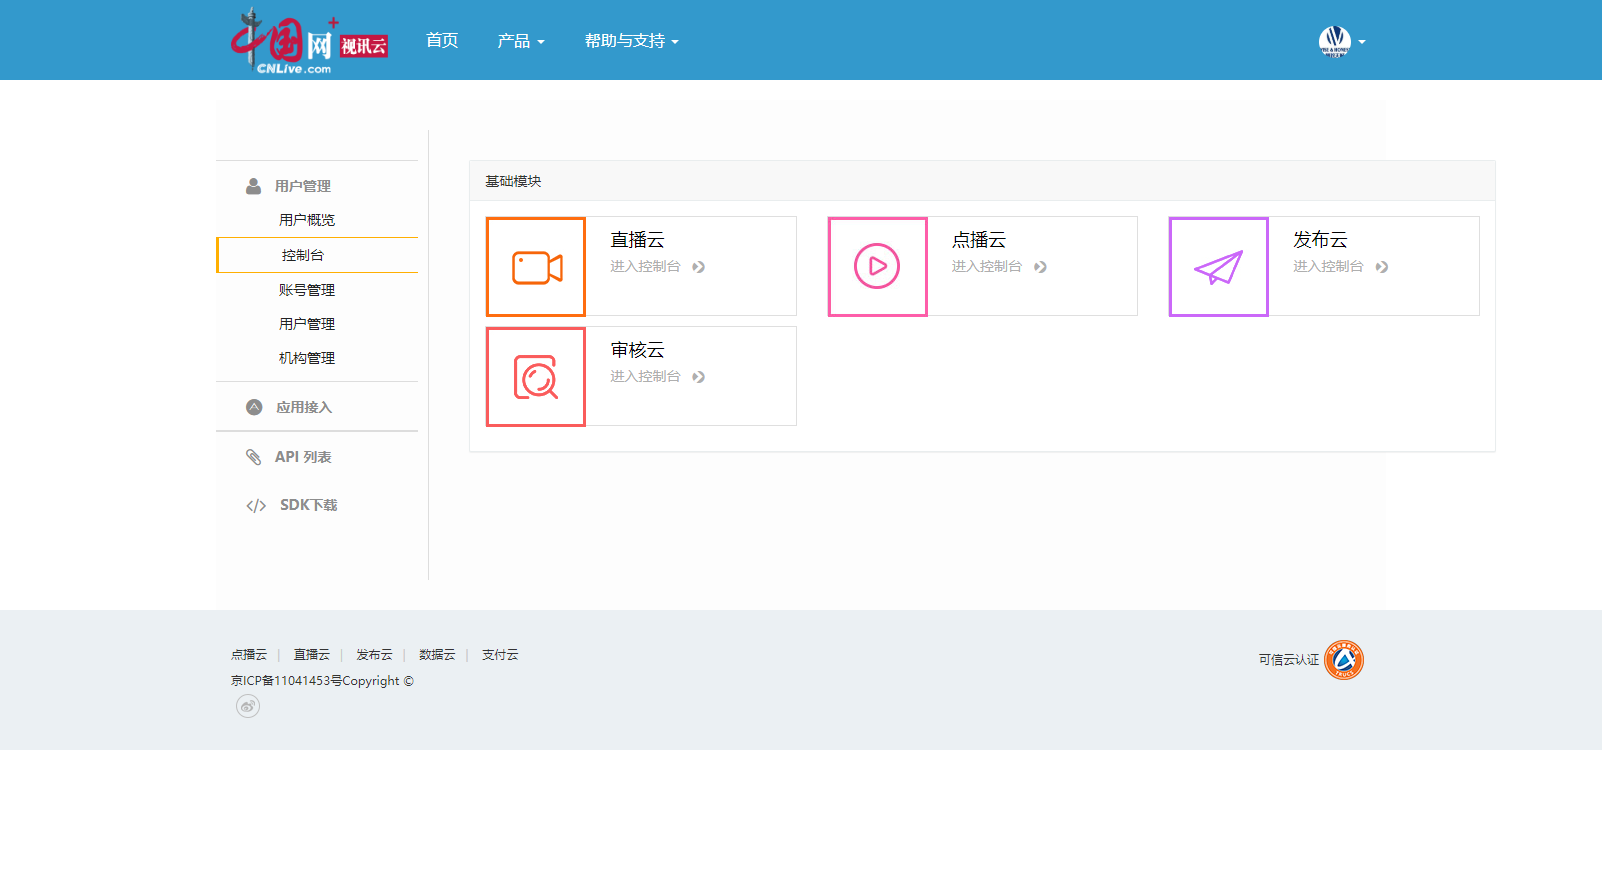 中国网+ 视讯云
CNLive.com
首页 产品 帮助与支持
用户管理
用户概览
控制台
账号管理
用户管理
机构管理
应用接入
API 列表
SDK下载
基础模块
直播云
进入控制台
点播云
进入控制台
发布云
进入控制台
审核云
进入控制台
点播云 | 直播云 | 发布云 | 数据云 | 支付云
京ICP备11041453号Copyright ©
可信云认证
TRUCS